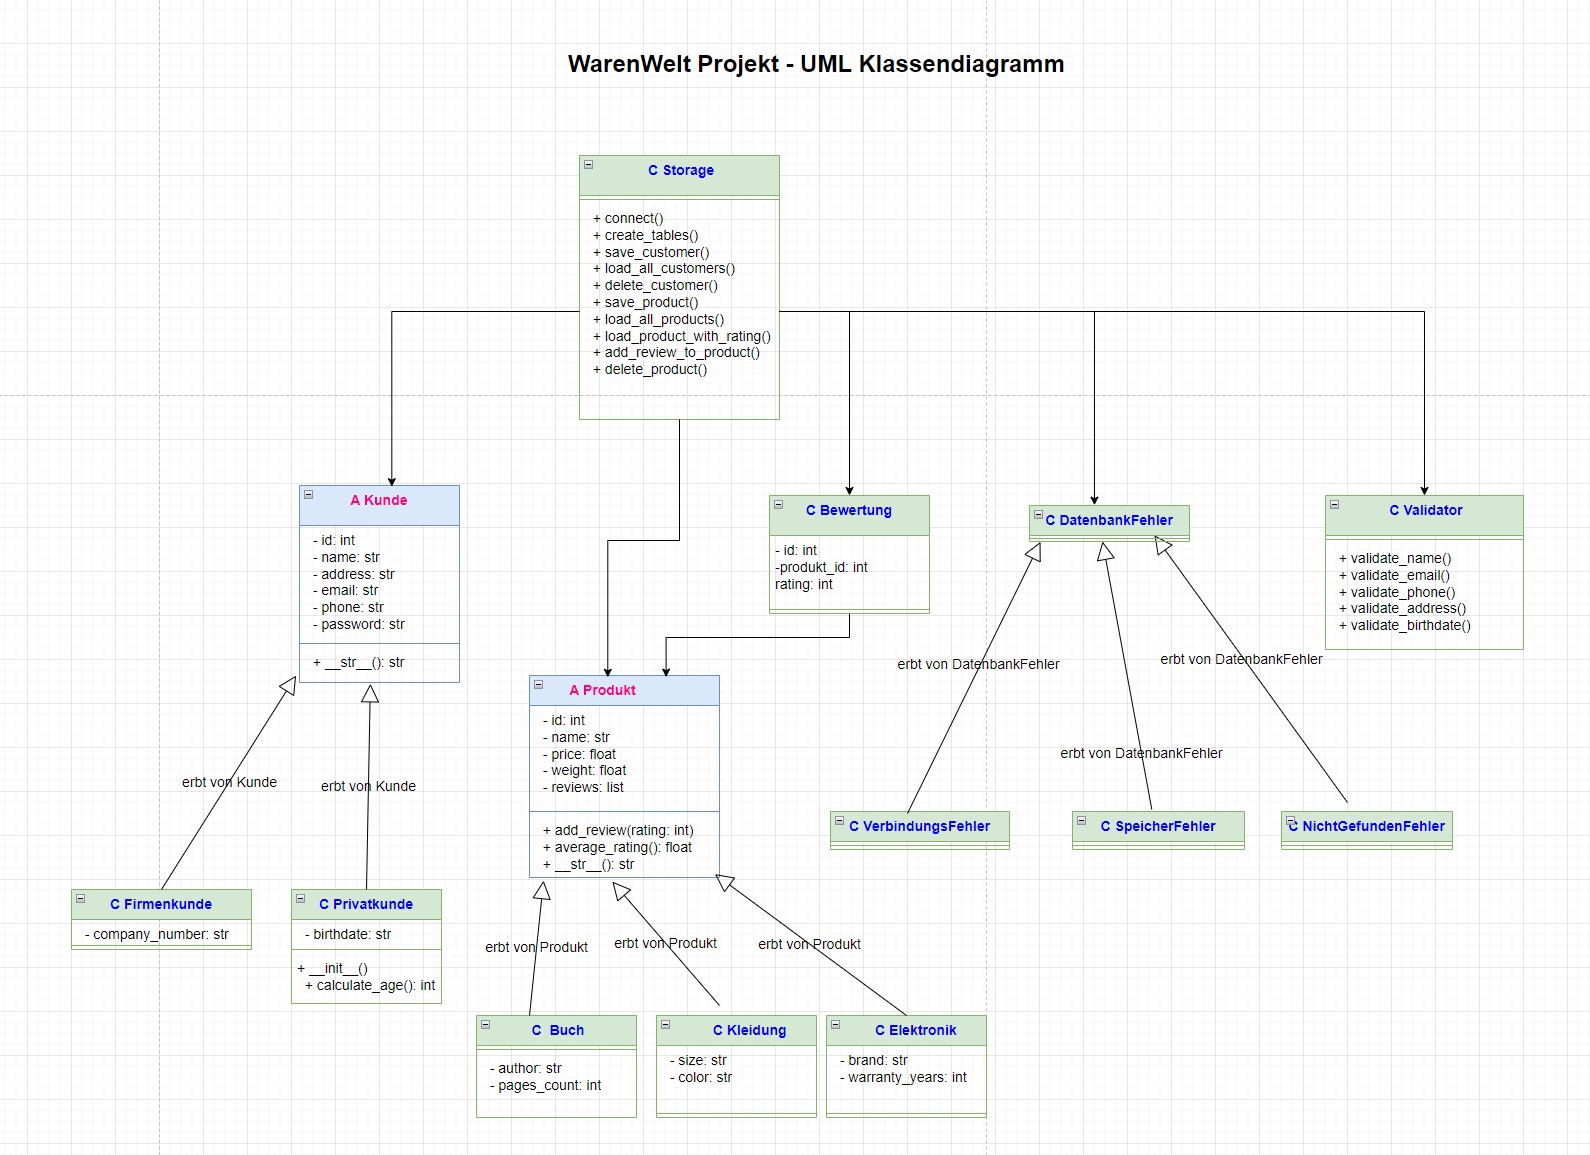 WarenWelt Projekt - UML Klassendiagramm
C Storage
+ connect()
+ create_tables()
+ save_customer()
+ load_all_customers()
+ delete_customer()
+ save_product()
+ load_all_products()
+ load_product_with_rating()
+ add_review_to_product()
+ delete_product()
A Kunde
- id: int
- name: str
- address: str
- email: str
- phone: str
- password: str
+ __str__(): str
C Bewertung
- id: int
-produkt_id: int
rating: int
C DatenbankFehler
C Validator
+ validate_name()
+ validate_email()
+ validate_phone()
+ validate_address()
+ validate_birthdate()
erbt von DatenbankFehler
erbt von DatenbankFehler
erbt von DatenbankFehler
A Produkt
- id: int
- name: str
- price: float
- weight: float
- reviews: list
+ add_review(rating: int)
+ average_rating(): float
+ __str__(): str
erbt von Kunde
erbt von Kunde
C VerbindungsFehler
C SpeicherFehler
C NichtGefundenFehler
C Firmenkunde
- company_number: str
C Privatkunde
- birthdate: str
+ __init__()
+ calculate_age(): int
erbt von Produkt
erbt von Produkt
erbt von Produkt
C Buch
- author: str
- pages_count: int
C Kleidung
- size: str
- color: str
C Elektronik
- brand: str
- warranty_years: int